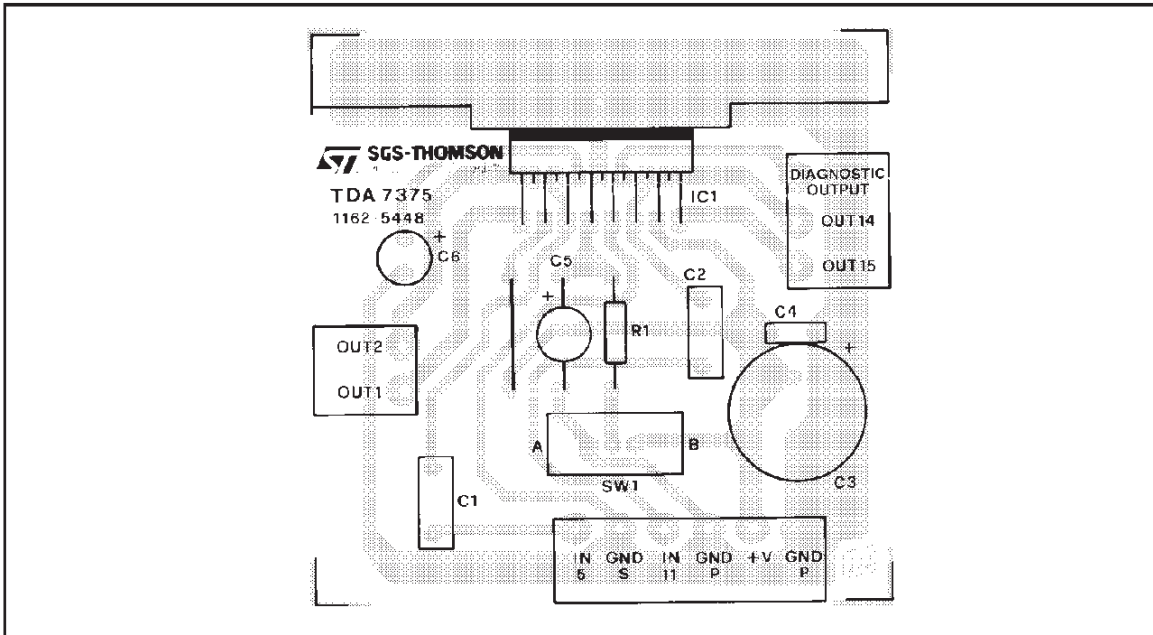 SGS-THOMSON
TDA 7375
1162 5448
IC1
DIAGNOSTIC
OUTPUT
OUT14
OUT15
+
C6
C5
+
C2
R1
C4
+
OUT2
OUT1
A
B
SW1
C3
C1
IN GND IN GND +V GND
5 S 11 P P